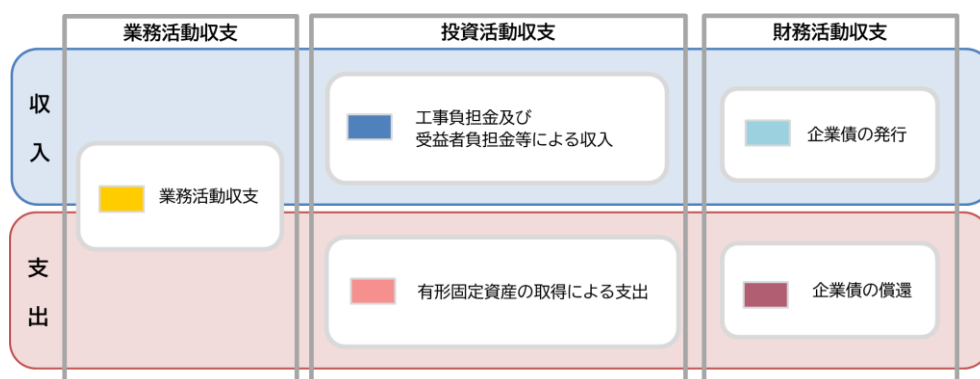 業務活動収支
投資活動収支
財務活動収支
収
入
工事負担金及び
受益者負担金等による収入
企業債の発行
業務活動収支
支
出
有形固定資産の取得による支出
企業債の償還